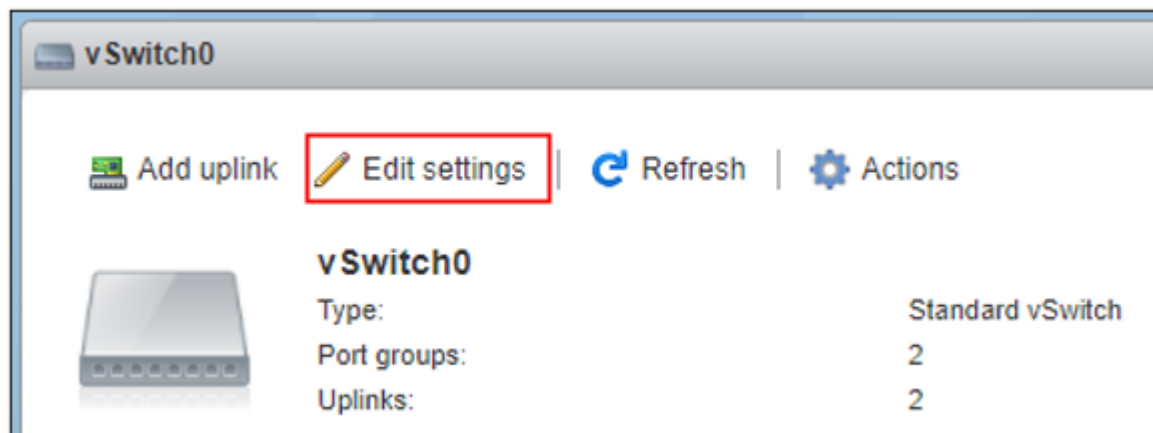 vSwitch0
Add uplink Edit settings Refresh Actions
vSwitch0
Type: Standard vSwitch
Port groups: 2
Uplinks: 2